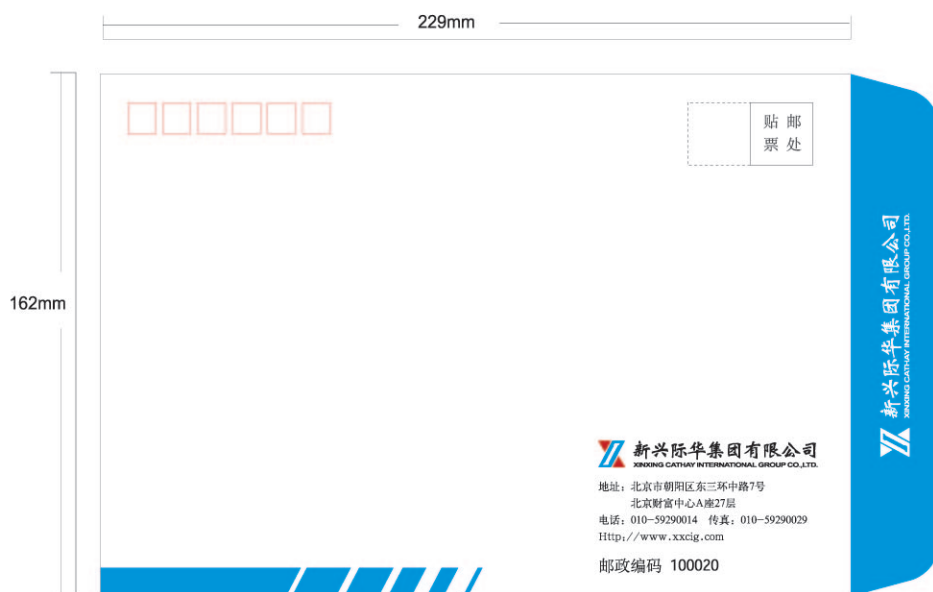 229mm
贴 邮
票 处
162mm
新兴际华集团有限公司
XINXING CATHAY INTERNATIONAL GROUP CO.,LTD.
新兴际华集团有限公司
XINXING CATHAY INTERNATIONAL GROUP CO.,LTD.
地址：北京市朝阳区东三环中路7号
北京财富中心A座27层
电话：010-59290014 传真：010-59290029
Http://www.xxcig.com
邮政编码 100020